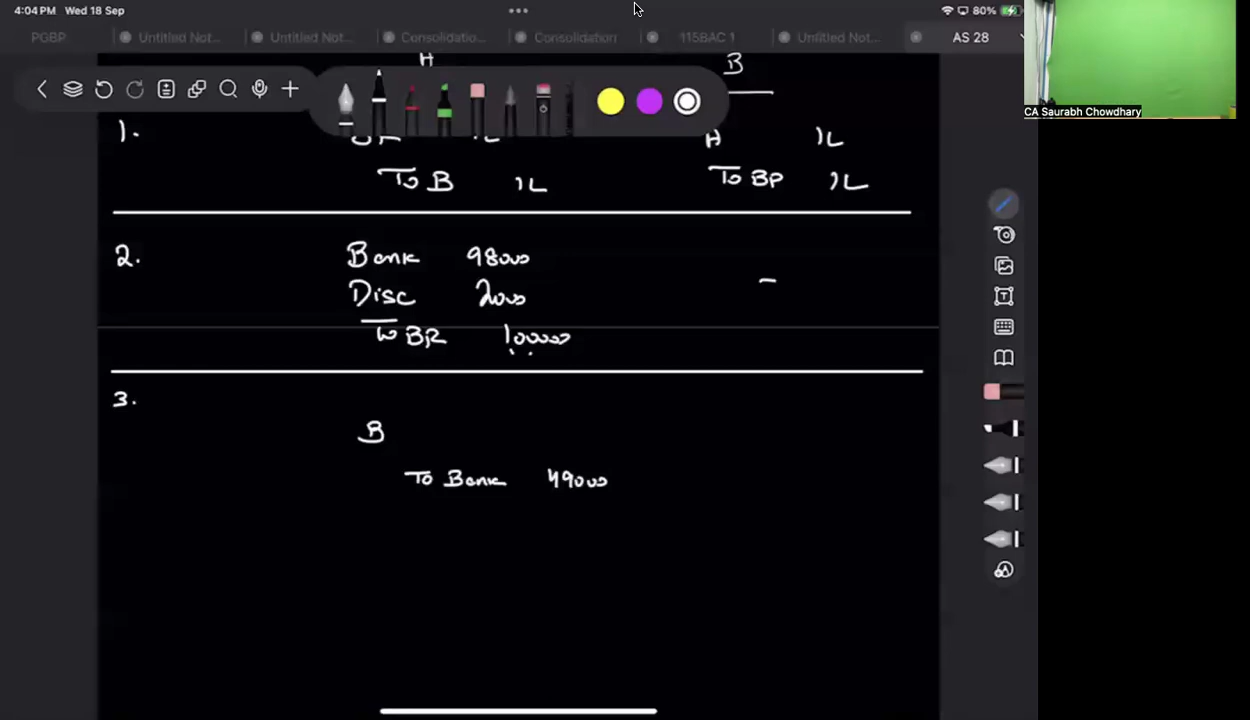 4:04 PM Wed 18 Sep
80%
PGBP
Untitled Not...
Untitled Not...
Consolidatio...
Consolidation
115BAC 1
Untitled Not...
AS 28
CA Saurabh Chowdhary
H B
1. 1L H 1L
To B 1L To BP 1L
2. Bank 98000 -
Disc 2000
To BR 100000
3.
B
To Bank 49000